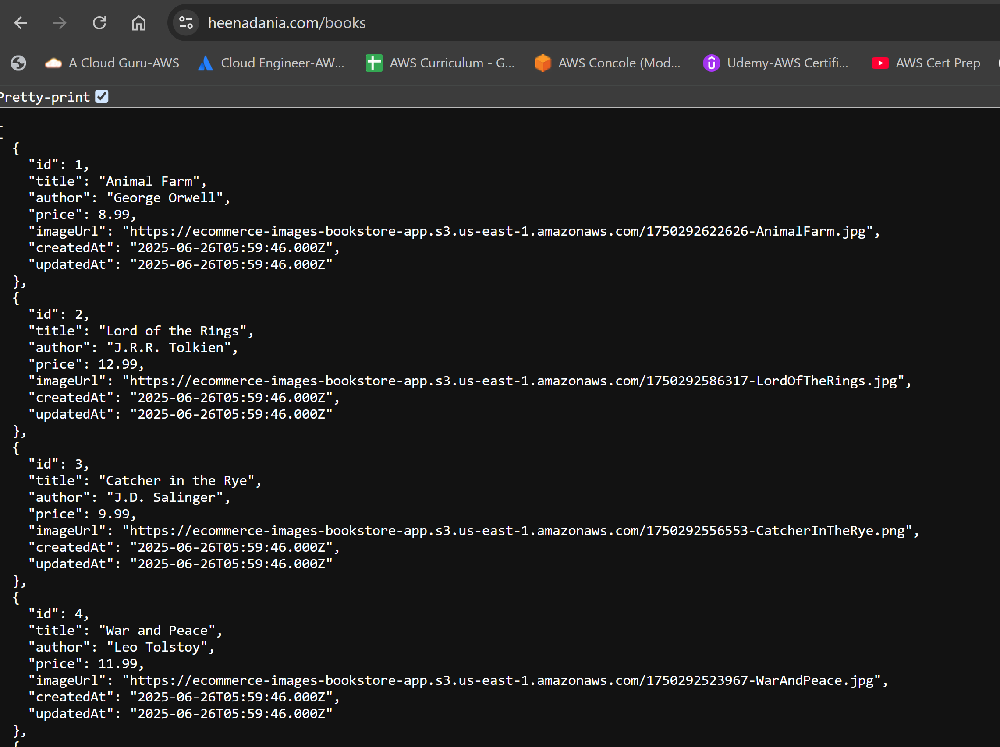 heenadania.com/books
A Cloud Guru-AWS Cloud Engineer-AW... AWS Curriculum - G... AWS Concole (Mod... Udemy-AWS Certifi... AWS Cert Prep
Pretty-print
[
  {
    "id": 1,
    "title": "Animal Farm",
    "author": "George Orwell",
    "price": 8.99,
    "imageUrl": "https://ecommerce-images-bookstore-app.s3.us-east-1.amazonaws.com/1750292622626-AnimalFarm.jpg",
    "createdAt": "2025-06-26T05:59:46.000Z",
    "updatedAt": "2025-06-26T05:59:46.000Z"
  },
  {
    "id": 2,
    "title": "Lord of the Rings",
    "author": "J.R.R. Tolkien",
    "price": 12.99,
    "imageUrl": "https://ecommerce-images-bookstore-app.s3.us-east-1.amazonaws.com/1750292586317-LordOfTheRings.jpg",
    "createdAt": "2025-06-26T05:59:46.000Z",
    "updatedAt": "2025-06-26T05:59:46.000Z"
  },
  {
    "id": 3,
    "title": "Catcher in the Rye",
    "author": "J.D. Salinger",
    "price": 9.99,
    "imageUrl": "https://ecommerce-images-bookstore-app.s3.us-east-1.amazonaws.com/1750292556553-CatcherInTheRye.png",
    "createdAt": "2025-06-26T05:59:46.000Z",
    "updatedAt": "2025-06-26T05:59:46.000Z"
  },
  {
    "id": 4,
    "title": "War and Peace",
    "author": "Leo Tolstoy",
    "price": 11.99,
    "imageUrl": "https://ecommerce-images-bookstore-app.s3.us-east-1.amazonaws.com/1750292523967-WarAndPeace.jpg",
    "createdAt": "2025-06-26T05:59:46.000Z",
    "updatedAt": "2025-06-26T05:59:46.000Z"
  },
  {